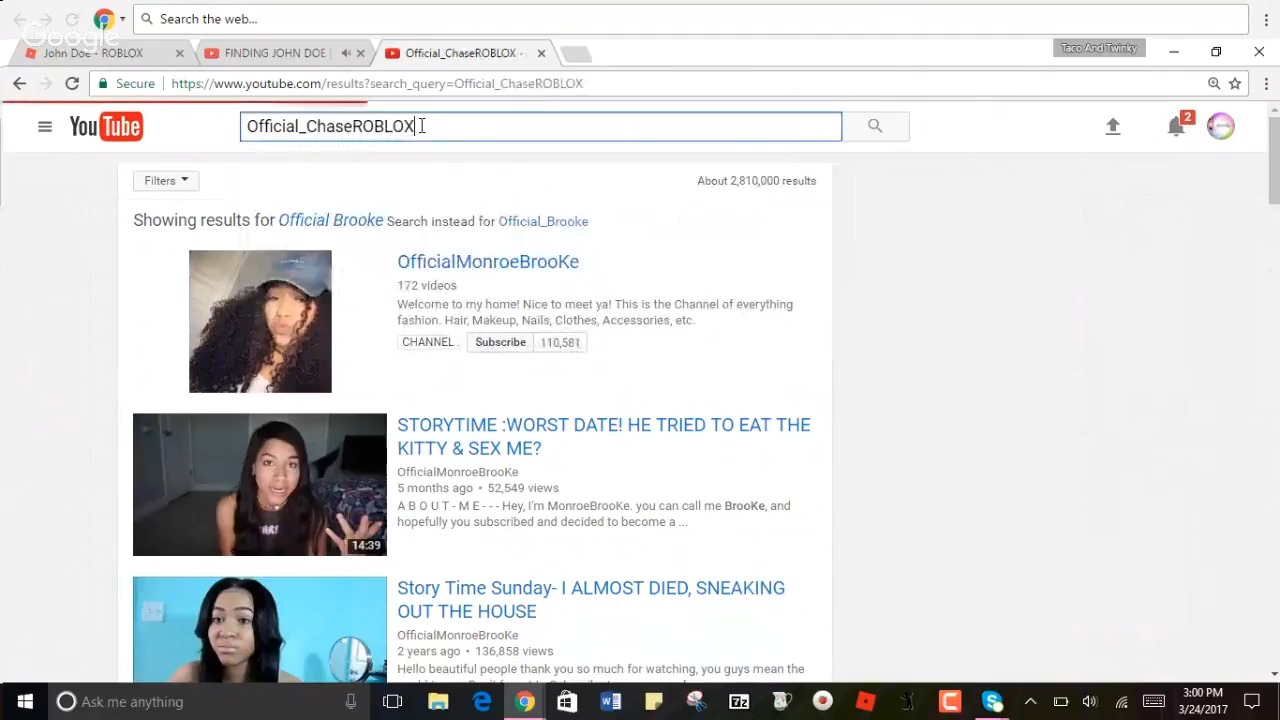 Search the web...
Google
John Doe - ROBLOX
FINDING JOHN DOE
Official_ChaseROBLOX -
Taco And Twinky
Secure
https://www.youtube.com/results?search_query=Official_ChaseROBLOX
YouTube
Official_ChaseROBLOX
2
Filters
About 2,810,000 results
Showing results for Official Brooke Search instead for Official_Brooke
OfficialMonroeBrooKe
172 videos
Welcome to my home! Nice to meet ya! This is the Channel of everything
fashion. Hair, Makeup, Nails, Clothes, Accessories, etc.
CHANNEL
Subscribe 110,581
STORYTIME :WORST DATE! HE TRIED TO EAT THE
KITTY & SEX ME?
OfficialMonroeBrooKe
5 months ago • 52,549 views
A B O U T - M E - - - Hey, I'm MonroeBrooKe. you can call me BrooKe, and
hopefully you subscribed and decided to become a ...
14:39
Story Time Sunday- I ALMOST DIED, SNEAKING
OUT THE HOUSE
OfficialMonroeBrooKe
2 years ago • 136,858 views
Hello beautiful people thank you so much for watching, you guys mean the
Ask me anything
3:00 PM
3/24/2017